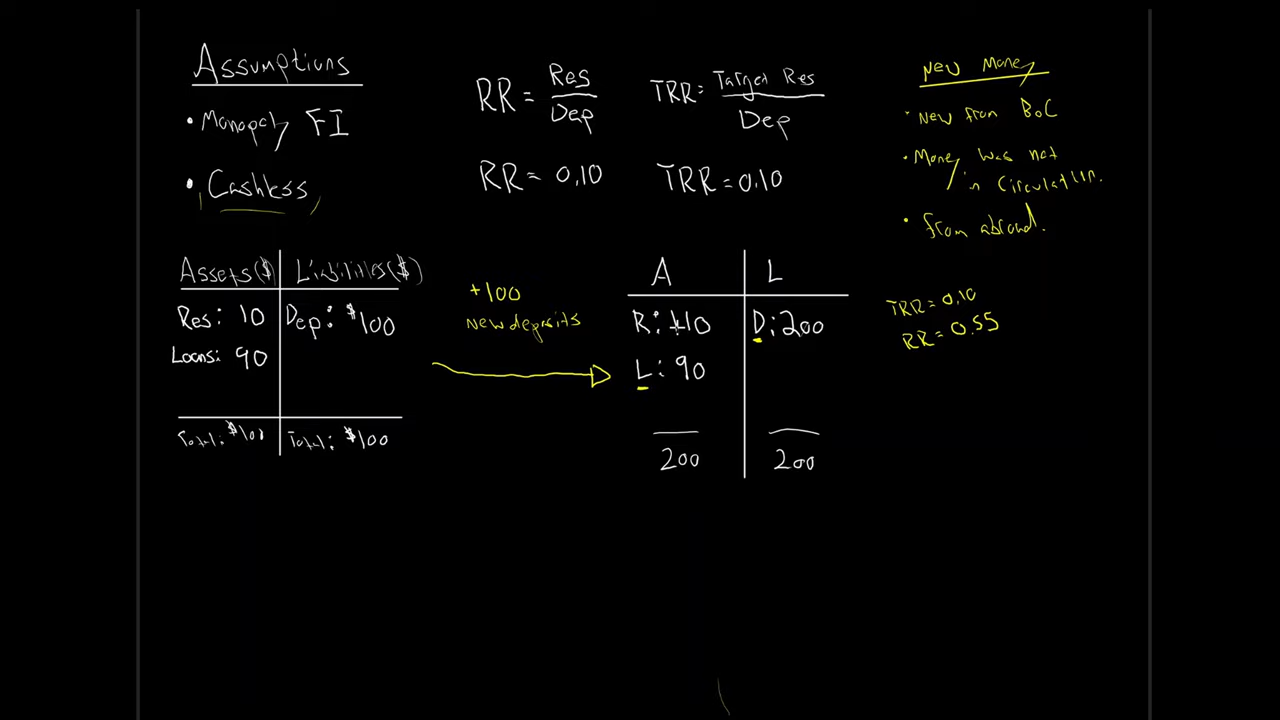 Assumptions
• Monopoly FI
• Cashless
RR = Res / Dep
RR = 0.10
TRR = Target Res / Dep
TRR = 0.10
New Money
• New from BoC
• Money was not
in Circulation.
• from abroad.
Assets($) Liabilities($)
Res: 10 Dep: $100
Loans: 90
Total: $100 Total: $100
+100
new deposits
A L
R: 110 D: 200
L: 90
200 200
TRR = 0.10
RR = 0.55